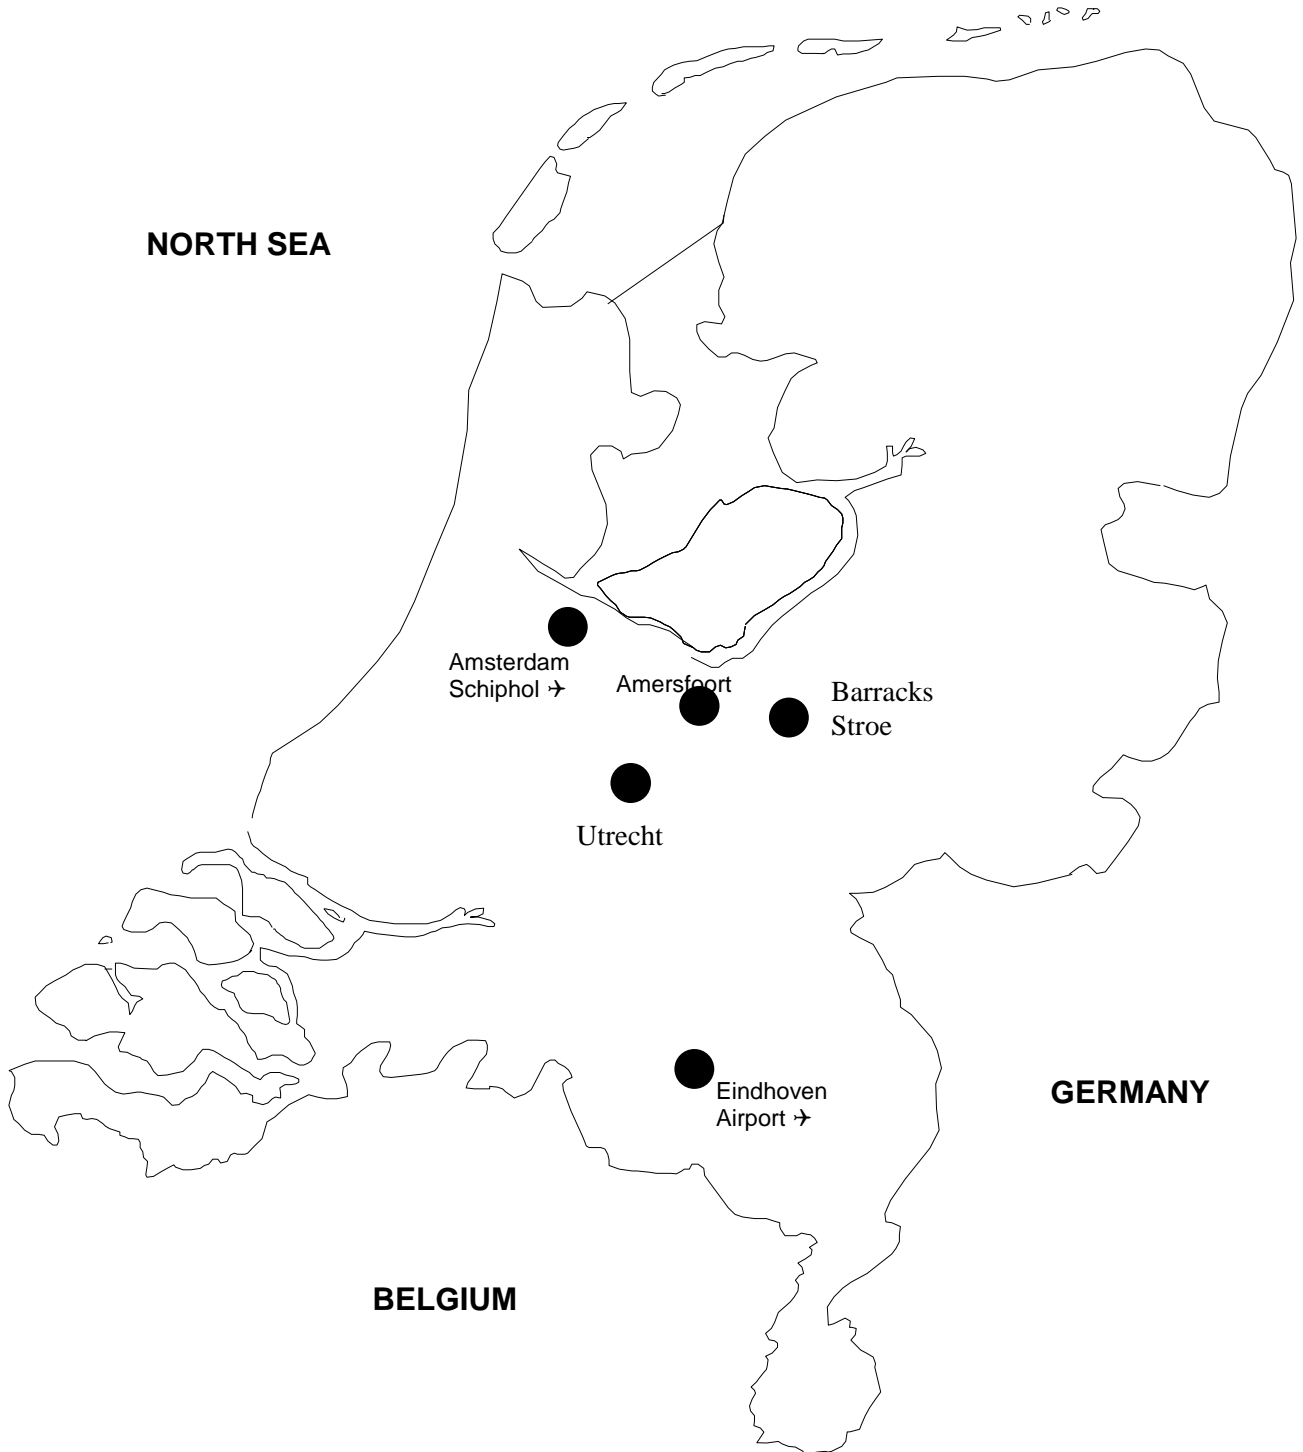 NORTH SEA
Amsterdam
Schiphol ✈
Amersfoort
Barracks
Stroe
Utrecht
Eindhoven
Airport ✈
GERMANY
BELGIUM